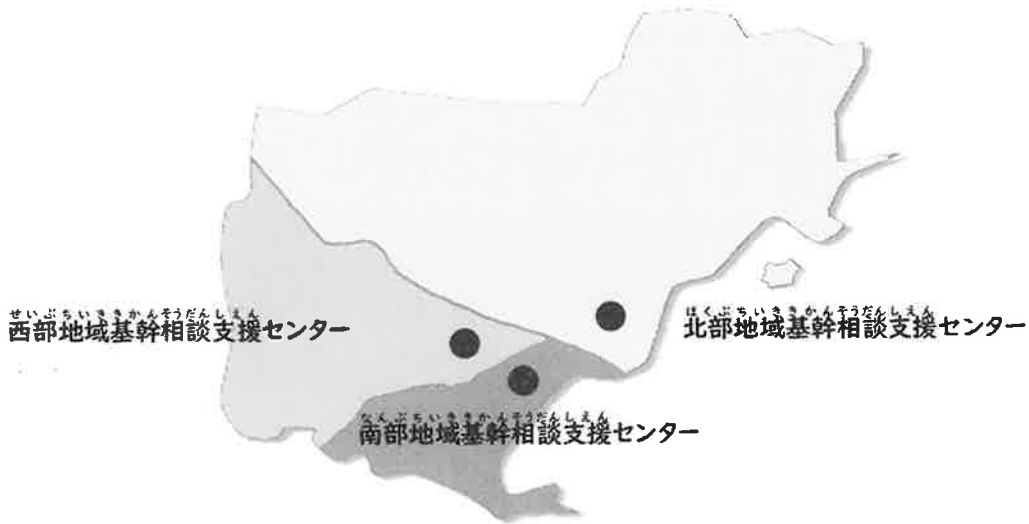 せいぶちいききかんそうだんしえん
西部地域基幹相談支援センター
ほくぶちいききかんそうだんしえん
北部地域基幹相談支援センター
なんぶちいききかんそうだんしえん
南部地域基幹相談支援センター